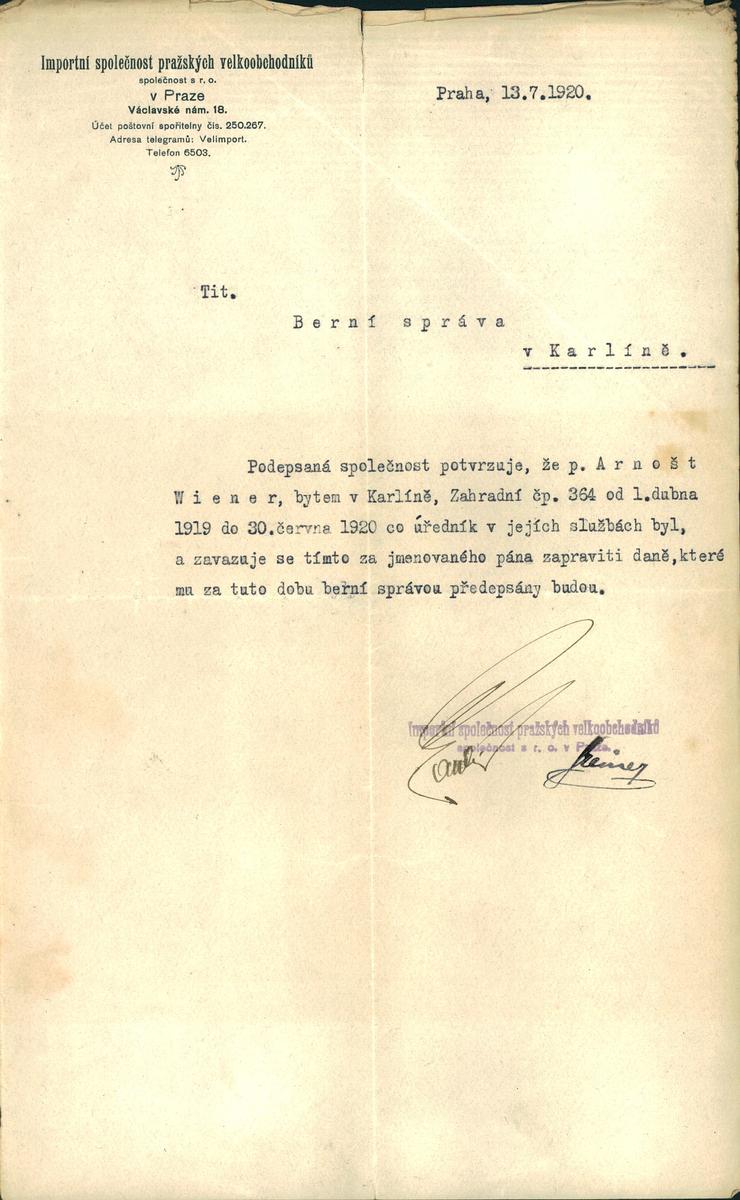 Importní společnost pražských velkoobchodníků
společnost s r. o.
v Praze
Václavské nám. 18.
Účet poštovní spořitelny čís. 250.267.
Adresa telegramů: Velimport.
Telefon 6503.
Praha, 13.7.1920.
Tit.
Berní správa
v Karlíně.
Podepsaná společnost potvrzuje, že p. Arnošt
Wiener, bytem v Karlíně, Zahradní čp. 364 od 1.dubna
1919 do 30.června 1920 co úředník v jejích službách byl,
a zavazuje se tímto za jmenovaného pána zapraviti daně,které
mu za tuto dobu berní správou předepsány budou.
Importní společnost pražských velkoobchodníků
společnost s r. o. v Praze.